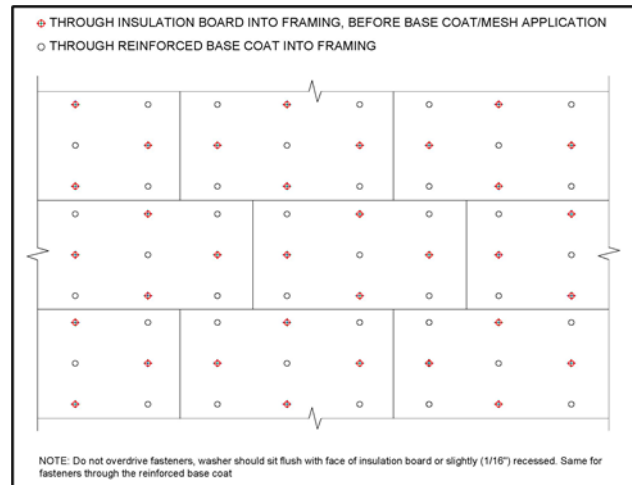 THROUGH INSULATION BOARD INTO FRAMING, BEFORE BASE COAT/MESH APPLICATION
THROUGH REINFORCED BASE COAT INTO FRAMING
NOTE: Do not overdrive fasteners, washer should sit flush with face of insulation board or slightly (1/16") recessed. Same for
fasteners through the reinforced base coat